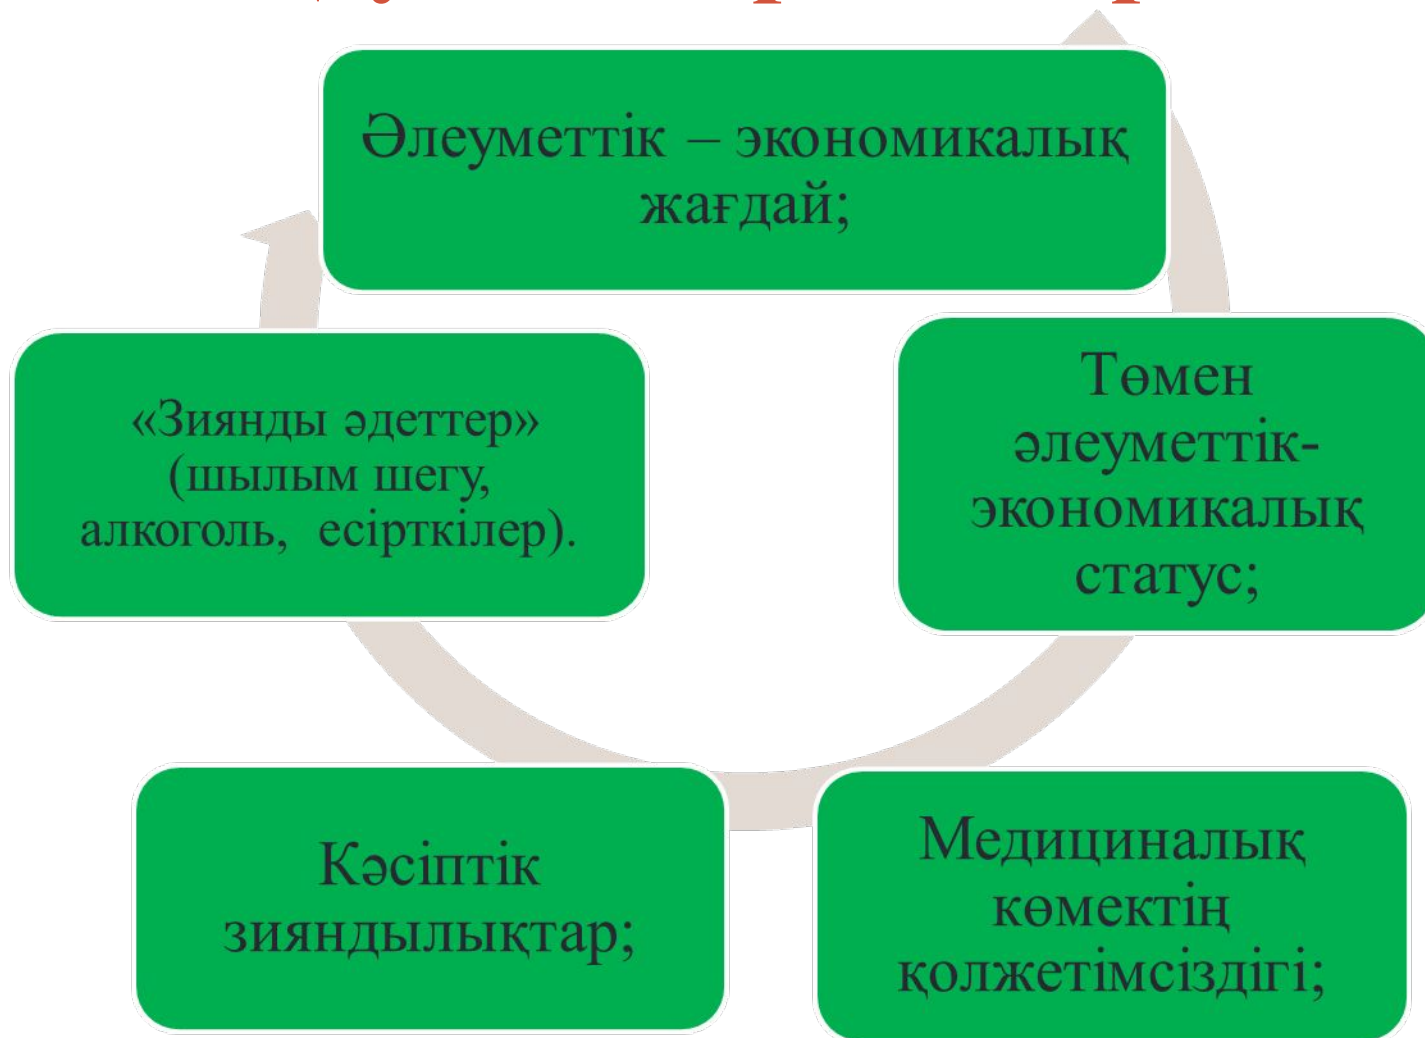 Әлеуметтік – экономикалық
жағдай;
Төмен
әлеуметтік-
экономикалық
статус;
Медициналық
көмектің
қолжетімсіздігі;
Кәсіптік
зияндылықтар;
«Зиянды әдеттер»
(шылым шегу,
алкоголь, есірткілер).